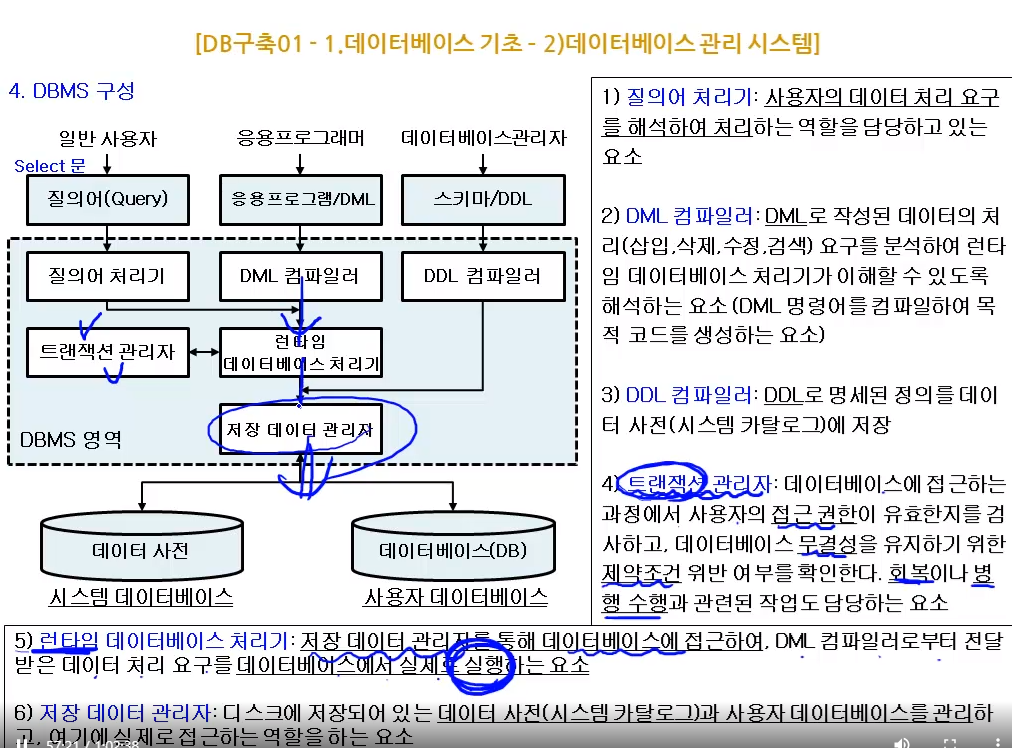 [DB구축01 - 1.데이터베이스 기초 - 2)데이터베이스 관리 시스템]
4. DBMS 구성
일반 사용자
응용프로그래머
데이터베이스관리자
Select 문
질의어(Query)
응용프로그램/DML
스키마/DDL
질의어 처리기
DML 컴파일러
DDL 컴파일러
트랜잭션 관리자
런타임
데이터베이스 처리기
저장 데이터 관리자
DBMS 영역
데이터 사전
데이터베이스(DB)
시스템 데이터베이스
사용자 데이터베이스
1) 질의어 처리기: 사용자의 데이터 처리 요구
를 해석하여 처리하는 역할을 담당하고 있는
요소
2) DML 컴파일러: DML로 작성된 데이터의 처
리(삽입,삭제,수정,검색) 요구를 분석하여 런타
임 데이터베이스 처리기가 이해할 수 있도록
해석하는 요소 (DML 명령어를 컴파일하여 목
적 코드를 생성하는 요소)
3) DDL 컴파일러: DDL로 명세된 정의를 데이
터 사전(시스템 카탈로그)에 저장
4) 트랜잭션 관리자: 데이터베이스에 접근하는
과정에서 사용자의 접근 권한이 유효한지를 검
사하고, 데이터베이스 무결성을 유지하기 위한
제약조건 위반 여부를 확인한다. 회복이나 병
행 수행과 관련된 작업도 담당하는 요소
5) 런타임 데이터베이스 처리기: 저장 데이터 관리자를 통해 데이터베이스에 접근하여, DML 컴파일러로부터 전달
받은 데이터 처리 요구를 데이터베이스에서 실제로 실행하는 요소
6) 저장 데이터 관리자: 디스크에 저장되어 있는 데이터 사전(시스템 카탈로그)과 사용자 데이터베이스를 관리하
고, 여기에 실제로 접근하는 역할을 하는 요소
57:21 / 1:02:38